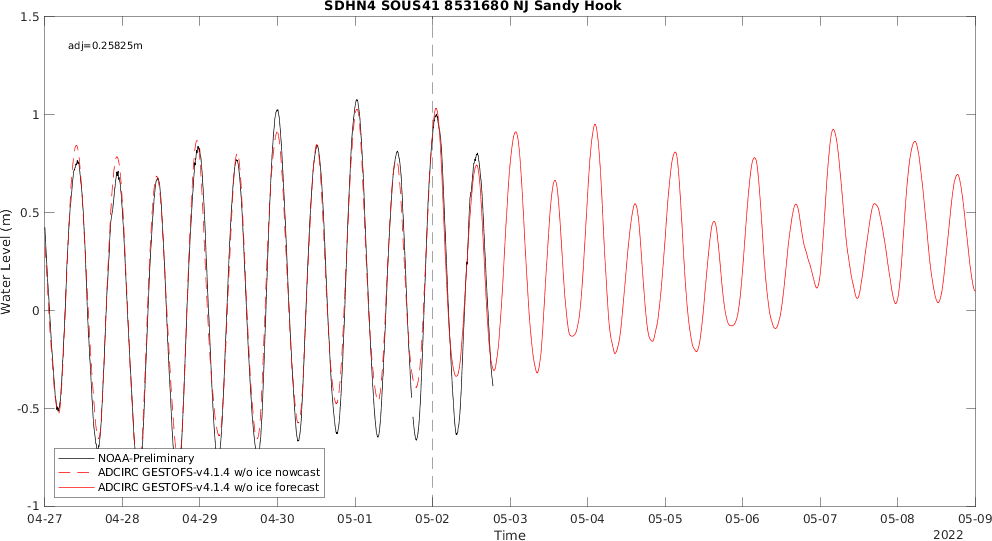 SDHN4 SOUS41 8531680 NJ Sandy Hook
adj=0.25825m
1.5
1
0.5
0
-0.5
-1
Water Level (m)
NOAA-Preliminary
ADCIRC GESTOFS-v4.1.4 w/o ice nowcast
ADCIRC GESTOFS-v4.1.4 w/o ice forecast
04-27 04-28 04-29 04-30 05-01 05-02 05-03 05-04 05-05 05-06 05-07 05-08 05-09
Time
2022